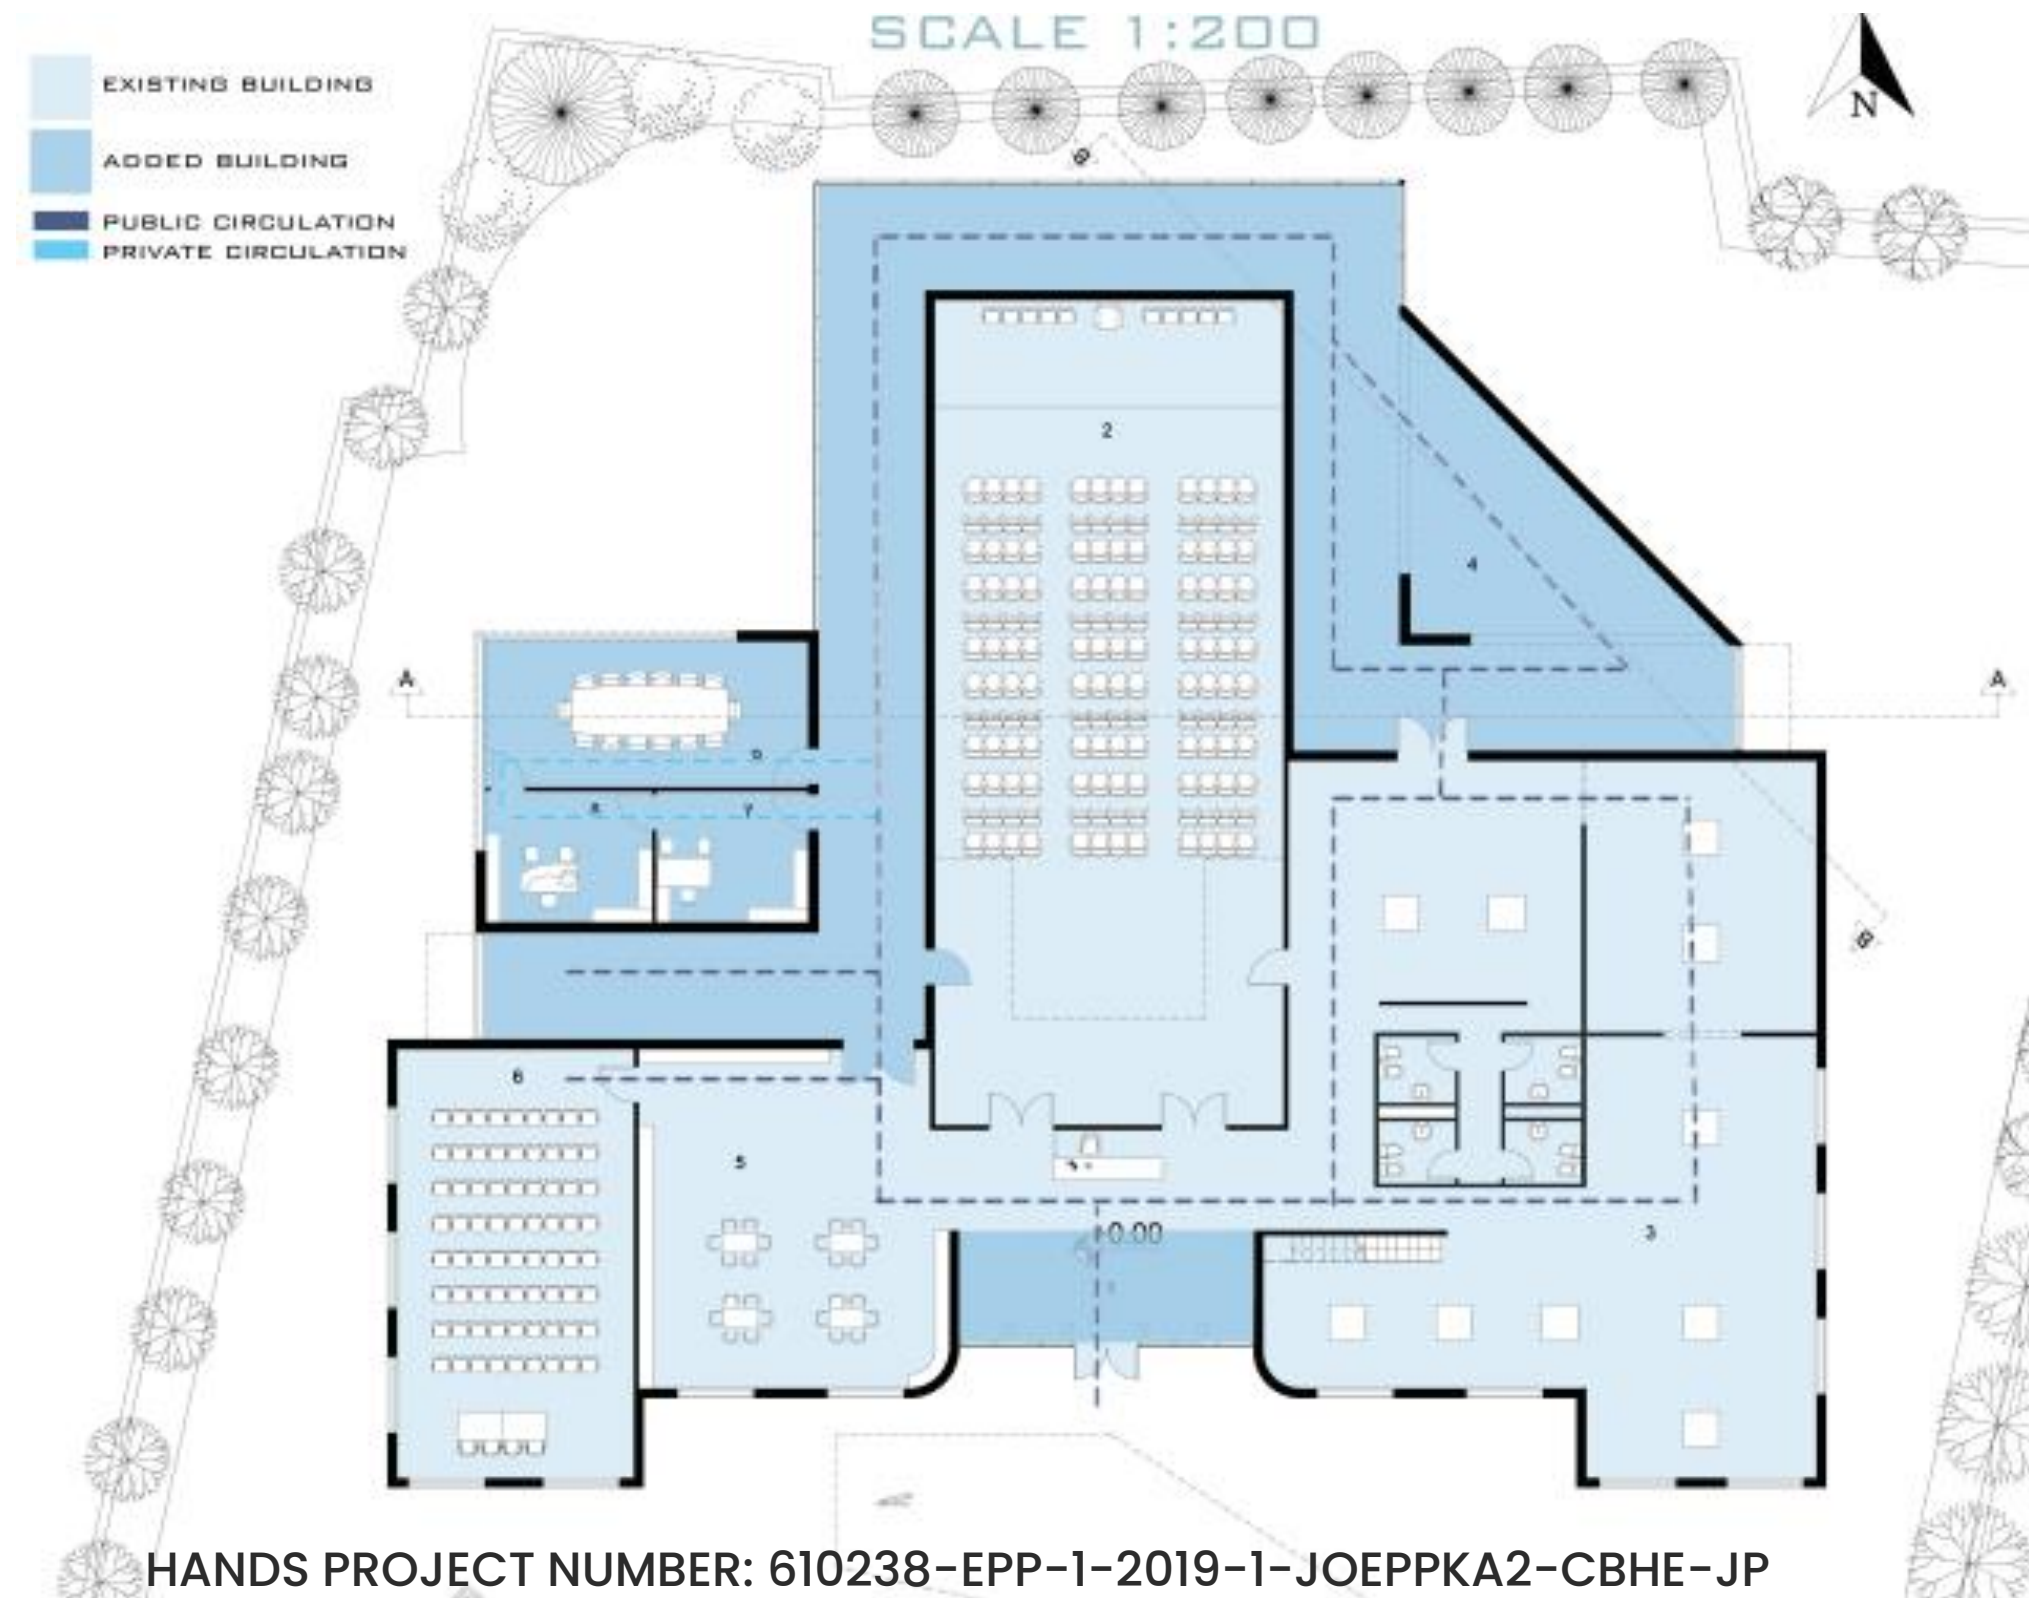 SCALE 1:200
EXISTING BUILDING
ADDED BUILDING
PUBLIC CIRCULATION
PRIVATE CIRCULATION
N
B
2
4
A
A
B
6
5
0.00
3
HANDS PROJECT NUMBER: 610238-EPP-1-2019-1-JOEPPKA2-CBHE-JP